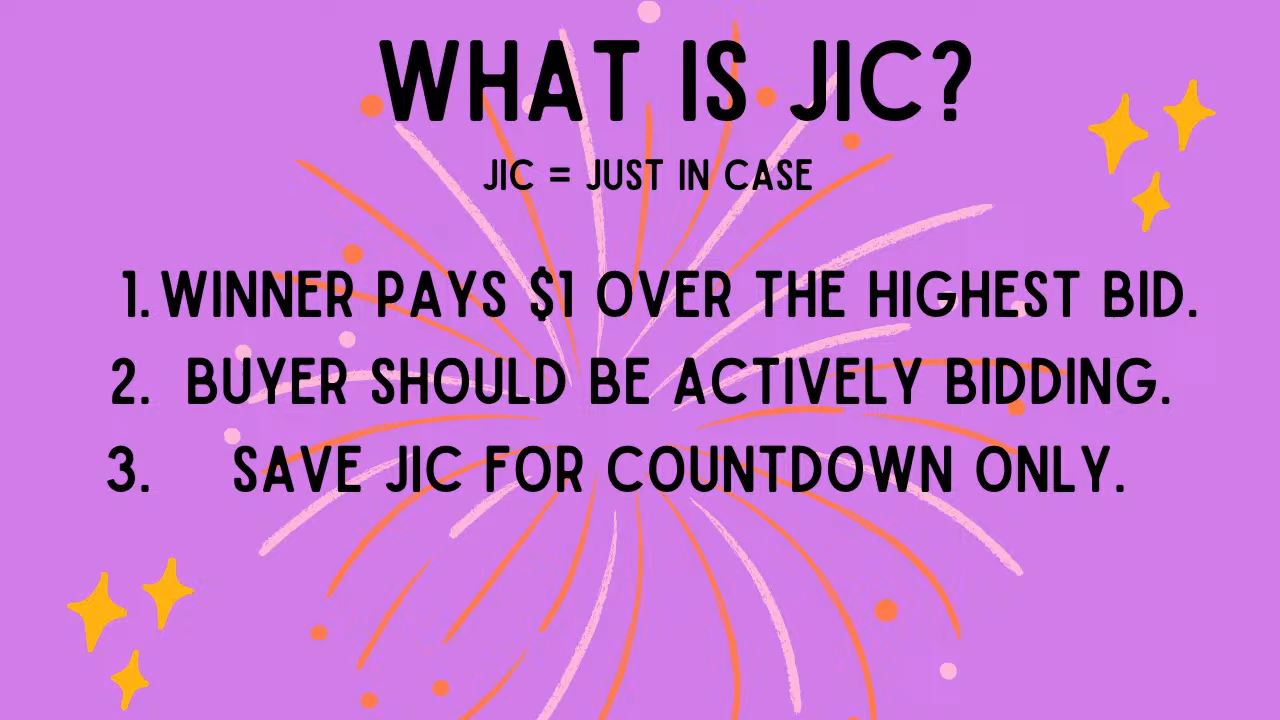 WHAT IS JIC?
JIC = JUST IN CASE
1. WINNER PAYS $1 OVER THE HIGHEST BID.
2. BUYER SHOULD BE ACTIVELY BIDDING.
3. SAVE JIC FOR COUNTDOWN ONLY.